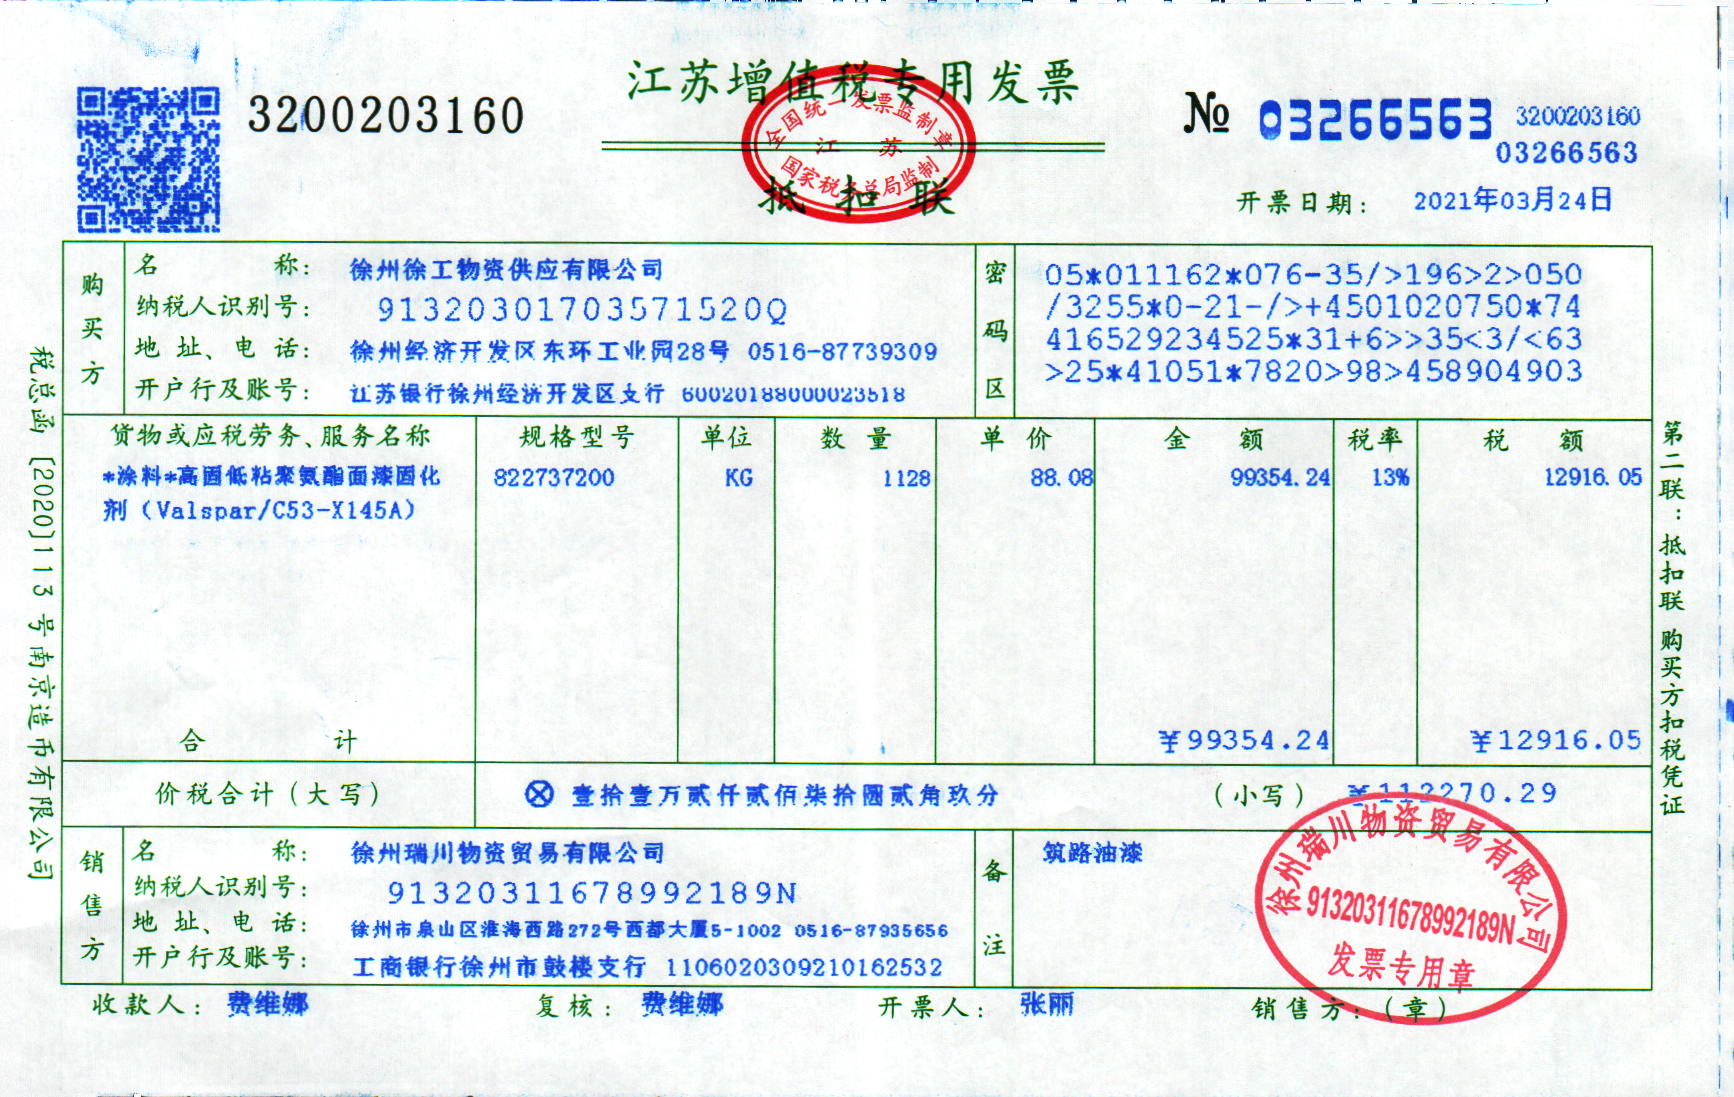 江苏增值税专用发票
3200203160
№ 03266563
3200203160
03266563
全国统一发票监制章
江苏
国家税务总局监制
抵扣联
开票日期： 2021年03月24日
购买方
名 称： 徐州徐工物资供应有限公司
纳税人识别号： 91320301703571520Q
地 址、电 话： 徐州经济开发区东环工业园28号 0516-87739309
开户行及账号： 江苏银行徐州经济开发区支行 60020188000023518
密码区
05*011162*076-35/>196>2>050
/3255*0-21-/>+4501020750*74
416529234525*31+6>>35<3/<63
>25*41051*7820>98>458904903
货物或应税劳务、服务名称 规格型号 单位 数 量 单 价 金 额 税率 税 额
*涂料*高固低粘聚氨酯面漆固化 822737200 KG 1128 88.08 99354.24 13% 12916.05
剂（Valspar/C53-X145A）
合 计 ¥99354.24 ¥12916.05
价税合计（大写） ⊗ 壹拾壹万贰仟贰佰柒拾圆贰角玖分 （小写） ¥112270.29
销售方
名 称： 徐州瑞川物资贸易有限公司
纳税人识别号： 91320311678992189N
地 址、电 话： 徐州市泉山区淮海西路272号西都大厦5-1002 0516-87935656
开户行及账号： 工商银行徐州市鼓楼支行 1106020309210162532
备注
筑路油漆
徐州瑞川物资贸易有限公司
91320311678992189N
发票专用章
收款人： 费维娜 复核： 费维娜 开票人： 张丽 销售方：（章）
税总函 [2020]113 号南京造币有限公司
第二联：抵扣联 购买方扣税凭证